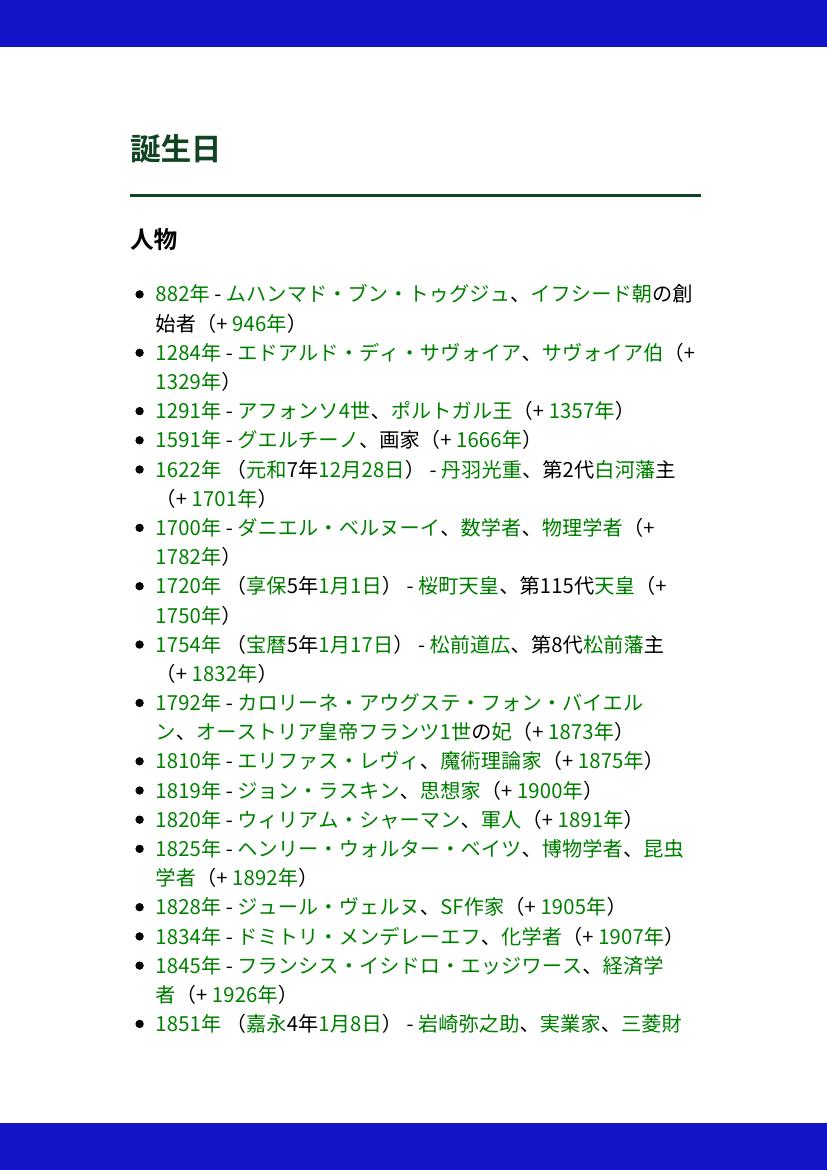 誕生日
人物
• 882年 - ムハンマド・ブン・トゥグジュ、イフシード朝の創
始者（+ 946年）
• 1284年 - エドアルド・ディ・サヴォイア、サヴォイア伯（+
1329年）
• 1291年 - アフォンソ4世、ポルトガル王（+ 1357年）
• 1591年 - グエルチーノ、画家（+ 1666年）
• 1622年 （元和7年12月28日） - 丹羽光重、第2代白河藩主
（+ 1701年）
• 1700年 - ダニエル・ベルヌーイ、数学者、物理学者（+
1782年）
• 1720年 （享保5年1月1日） - 桜町天皇、第115代天皇（+
1750年）
• 1754年 （宝暦5年1月17日） - 松前道広、第8代松前藩主
（+ 1832年）
• 1792年 - カロリーネ・アウグステ・フォン・バイエル
ン、オーストリア皇帝フランツ1世の妃（+ 1873年）
• 1810年 - エリファス・レヴィ、魔術理論家（+ 1875年）
• 1819年 - ジョン・ラスキン、思想家（+ 1900年）
• 1820年 - ウィリアム・シャーマン、軍人（+ 1891年）
• 1825年 - ヘンリー・ウォルター・ベイツ、博物学者、昆虫
学者（+ 1892年）
• 1828年 - ジュール・ヴェルヌ、SF作家（+ 1905年）
• 1834年 - ドミトリ・メンデレーエフ、化学者（+ 1907年）
• 1845年 - フランシス・イシドロ・エッジワース、経済学
者（+ 1926年）
• 1851年 （嘉永4年1月8日） - 岩崎弥之助、実業家、三菱財